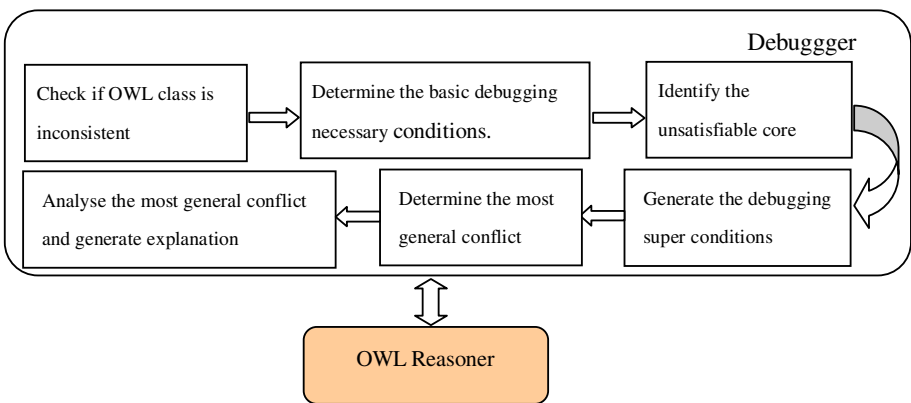 Debuggger
Check if OWL class is
inconsistent
Determine the basic debugging
necessary conditions.
Identify the
unsatisfiable core
Generate the debugging
super conditions
Determine the most
general conflict
Analyse the most general conflict
and generate explanation
OWL Reasoner